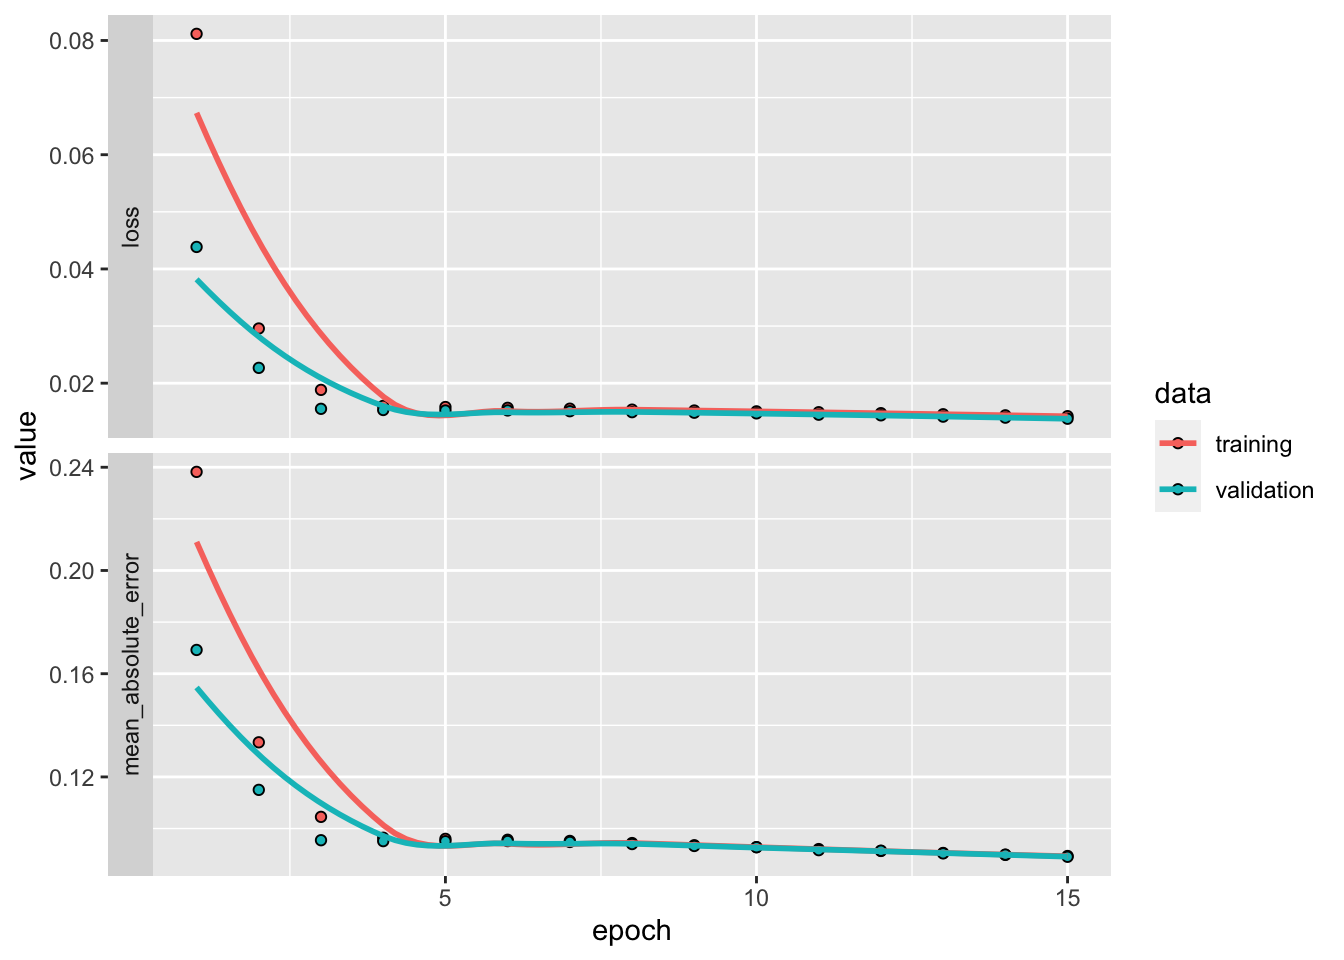 0.08
0.06
0.04
0.02
loss
0.24
0.20
0.16
0.12
mean_absolute_error
value
5
10
15
epoch
data
training
validation